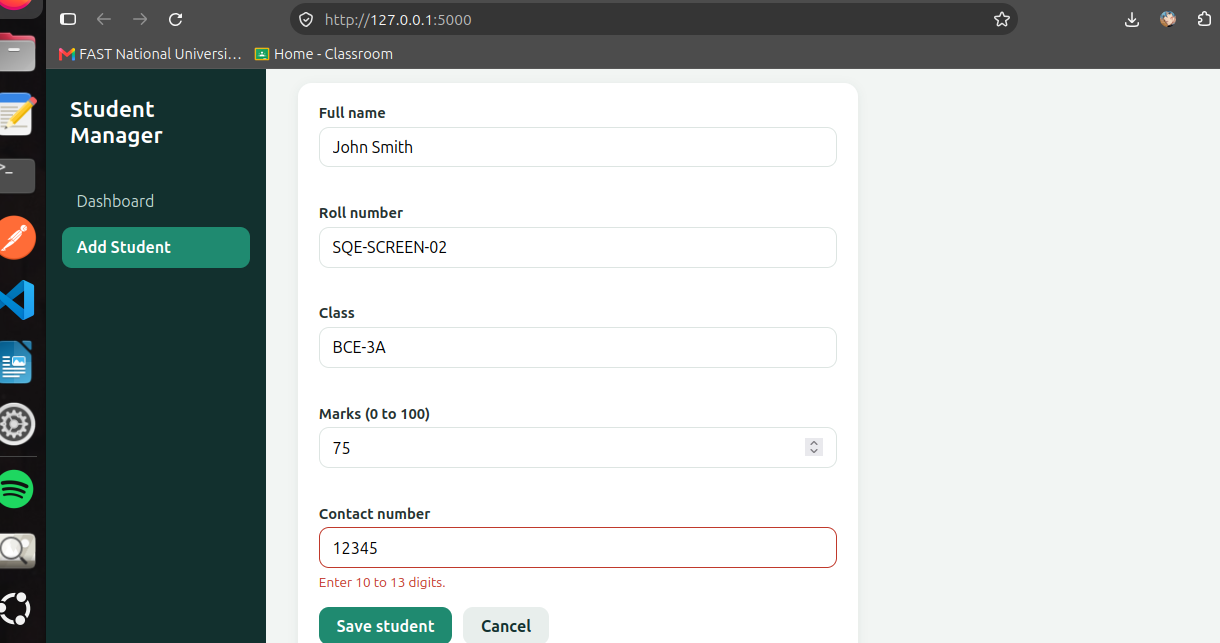 http://127.0.0.1:5000
FAST National Universi…
Home - Classroom
Student
Manager
Dashboard
Add Student
Full name
John Smith
Roll number
SQE-SCREEN-02
Class
BCE-3A
Marks (0 to 100)
75
Contact number
12345
Enter 10 to 13 digits.
Save student
Cancel